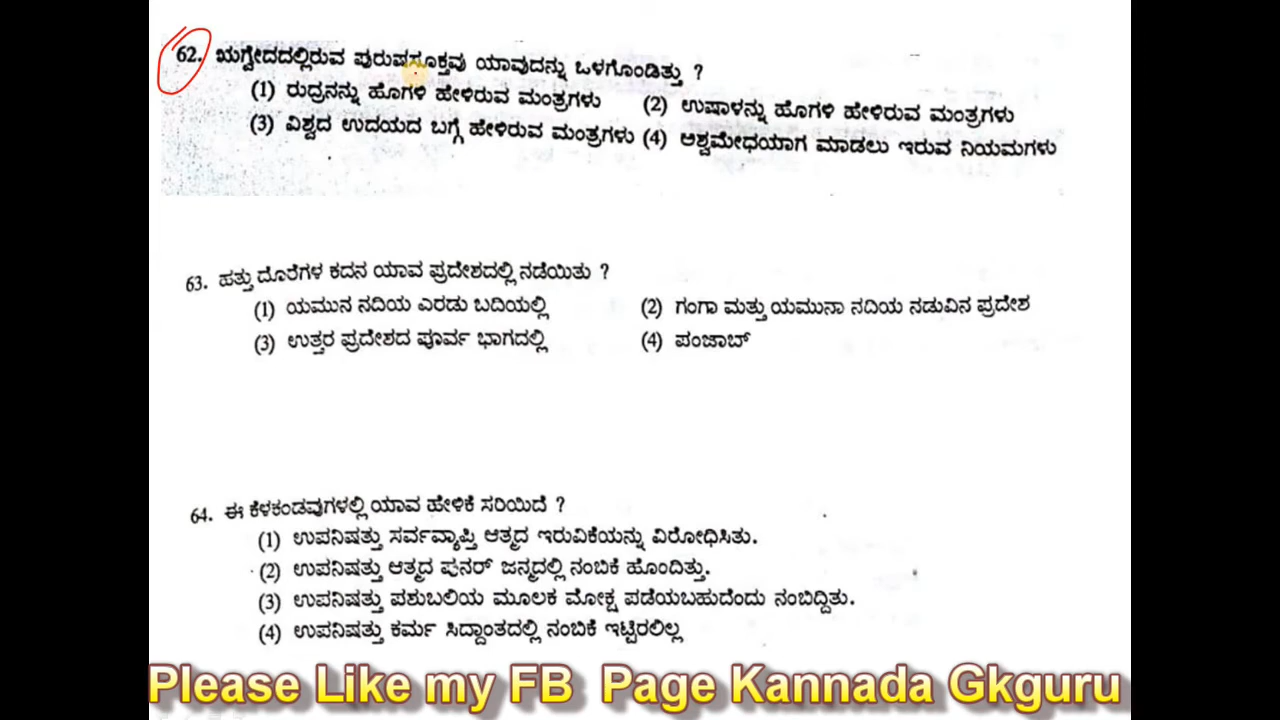 62. ಋಗ್ವೇದದಲ್ಲಿರುವ ಪುರುಷಸೂಕ್ತವು ಯಾವುದನ್ನು ಒಳಗೊಂಡಿತ್ತು ?
(1) ರುದ್ರನನ್ನು ಹೊಗಳಿ ಹೇಳಿರುವ ಮಂತ್ರಗಳು (2) ಉಷಾಳನ್ನು ಹೊಗಳಿ ಹೇಳಿರುವ ಮಂತ್ರಗಳು
(3) ವಿಶ್ವದ ಉದಯದ ಬಗ್ಗೆ ಹೇಳಿರುವ ಮಂತ್ರಗಳು (4) ಅಶ್ವಮೇಧಯಾಗ ಮಾಡಲು ಇರುವ ನಿಯಮಗಳು
63. ಹತ್ತು ದೊರೆಗಳ ಕದನ ಯಾವ ಪ್ರದೇಶದಲ್ಲಿ ನಡೆಯಿತು ?
(1) ಯಮುನ ನದಿಯ ಎರಡು ಬದಿಯಲ್ಲಿ (2) ಗಂಗಾ ಮತ್ತು ಯಮುನಾ ನದಿಯ ನಡುವಿನ ಪ್ರದೇಶ
(3) ಉತ್ತರ ಪ್ರದೇಶದ ಪೂರ್ವ ಭಾಗದಲ್ಲಿ (4) ಪಂಜಾಬ್
64. ಈ ಕೆಳಕಂಡವುಗಳಲ್ಲಿ ಯಾವ ಹೇಳಿಕೆ ಸರಿಯಿದೆ ?
(1) ಉಪನಿಷತ್ತು ಸರ್ವವ್ಯಾಪ್ತಿ ಆತ್ಮದ ಇರುವಿಕೆಯನ್ನು ವಿರೋಧಿಸಿತು.
(2) ಉಪನಿಷತ್ತು ಆತ್ಮದ ಪುನರ್ ಜನ್ಮದಲ್ಲಿ ನಂಬಿಕೆ ಹೊಂದಿತ್ತು.
(3) ಉಪನಿಷತ್ತು ಪಶುಬಲಿಯ ಮೂಲಕ ಮೋಕ್ಷ ಪಡೆಯಬಹುದೆಂದು ನಂಬಿದ್ದಿತು.
(4) ಉಪನಿಷತ್ತು ಕರ್ಮ ಸಿದ್ದಾಂತದಲ್ಲಿ ನಂಬಿಕೆ ಇಟ್ಟಿರಲಿಲ್ಲ
Please Like my FB Page Kannada Gkguru